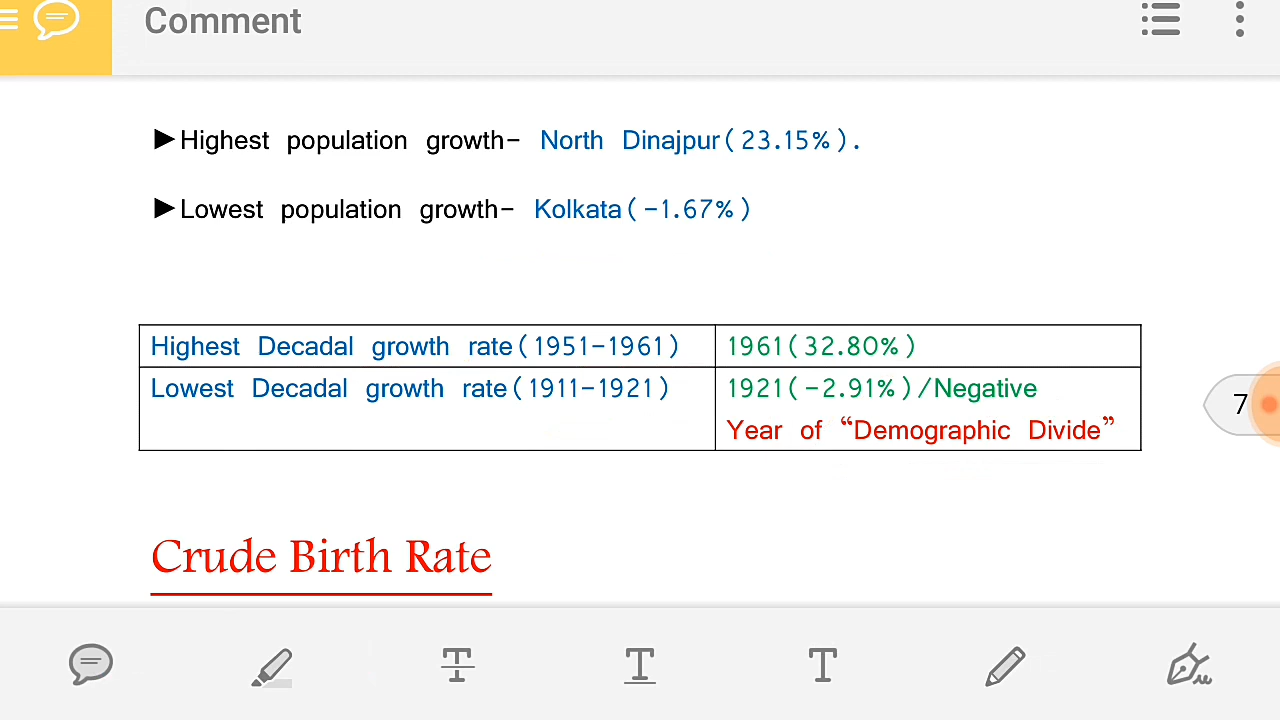 Comment
►Highest population growth- North Dinajpur(23.15%).
►Lowest population growth- Kolkata(-1.67%)
Highest Decadal growth rate(1951-1961) 1961(32.80%)
Lowest Decadal growth rate(1911-1921) 1921(-2.91%)/Negative
Year of “Demographic Divide”
7
Crude Birth Rate
T T T